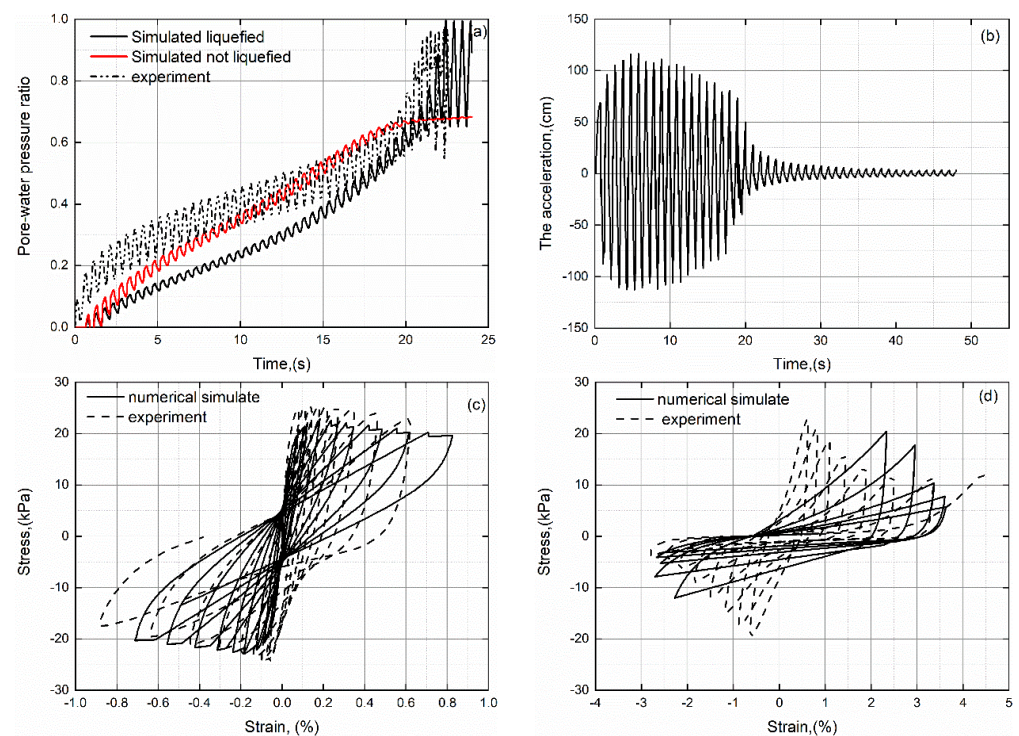 1.0
0.8
0.6
0.4
0.2
0.0
Pore-water pressure ratio
Simulated liquefied
Simulated not liquefied
experiment
(a)
0 5 10 15 20 25
Time,(s)
150
100
50
0
-50
-100
-150
The acceleration,(cm)
(b)
0 10 20 30 40 50 60
Time,(s)
30
20
10
0
-10
-20
-30
Stress,(kPa)
numerical simulate
experiment
(c)
-1.0 -0.8 -0.6 -0.4 -0.2 0.0 0.2 0.4 0.6 0.8 1.0
Strain, (%)
30
20
10
0
-10
-20
-30
Stress,(kPa)
numerical simulate
experiment
(d)
-4 -3 -2 -1 0 1 2 3 4 5
Strain,(%)